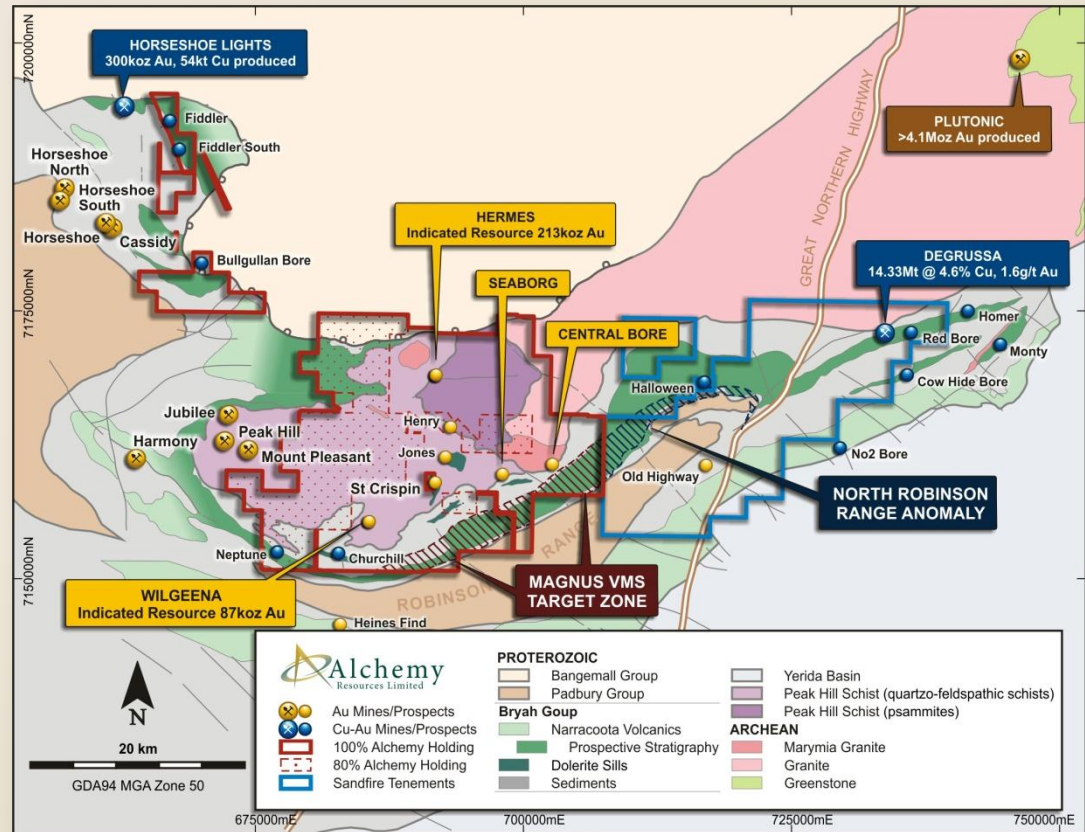 7200000mN
7175000mN
7150000mN
HORSESHOE LIGHTS
300koz Au, 54kt Cu produced
Fiddler
Fiddler South
Horseshoe
North
Horseshoe
South
Horseshoe
Cassidy
Bullgullan Bore
PLUTONIC
>4.1Moz Au produced
GREAT NORTHERN HIGHWAY
HERMES
Indicated Resource 213koz Au
SEABORG
CENTRAL BORE
DEGRUSSA
14.33Mt @ 4.6% Cu, 1.6g/t Au
Homer
Red Bore
Monty
Cow Hide Bore
Halloween
No2 Bore
Old Highway
Jubilee
Peak Hill
Harmony
Mount Pleasant
Henry
Jones
St Crispin
Neptune
Churchill
NORTH ROBINSON
RANGE ANOMALY
MAGNUS VMS
TARGET ZONE
WILGEENA
Indicated Resource 87koz Au
ROBINSON RANGE
Heines Find
N
20 km
GDA94 MGA Zone 50
Alchemy
Resources Limited
Au Mines/Prospects
Cu-Au Mines/Prospects
100% Alchemy Holding
80% Alchemy Holding
Sandfire Tenements
PROTEROZOIC
Bangemall Group
Padbury Group
Bryah Goup
Narracoota Volcanics
Prospective Stratigraphy
Dolerite Sills
Sediments
Yerida Basin
Peak Hill Schist (quartzo-feldspathic schists)
Peak Hill Schist (psammites)
ARCHEAN
Marymia Granite
Granite
Greenstone
675000mE
700000mE
725000mE
750000mE